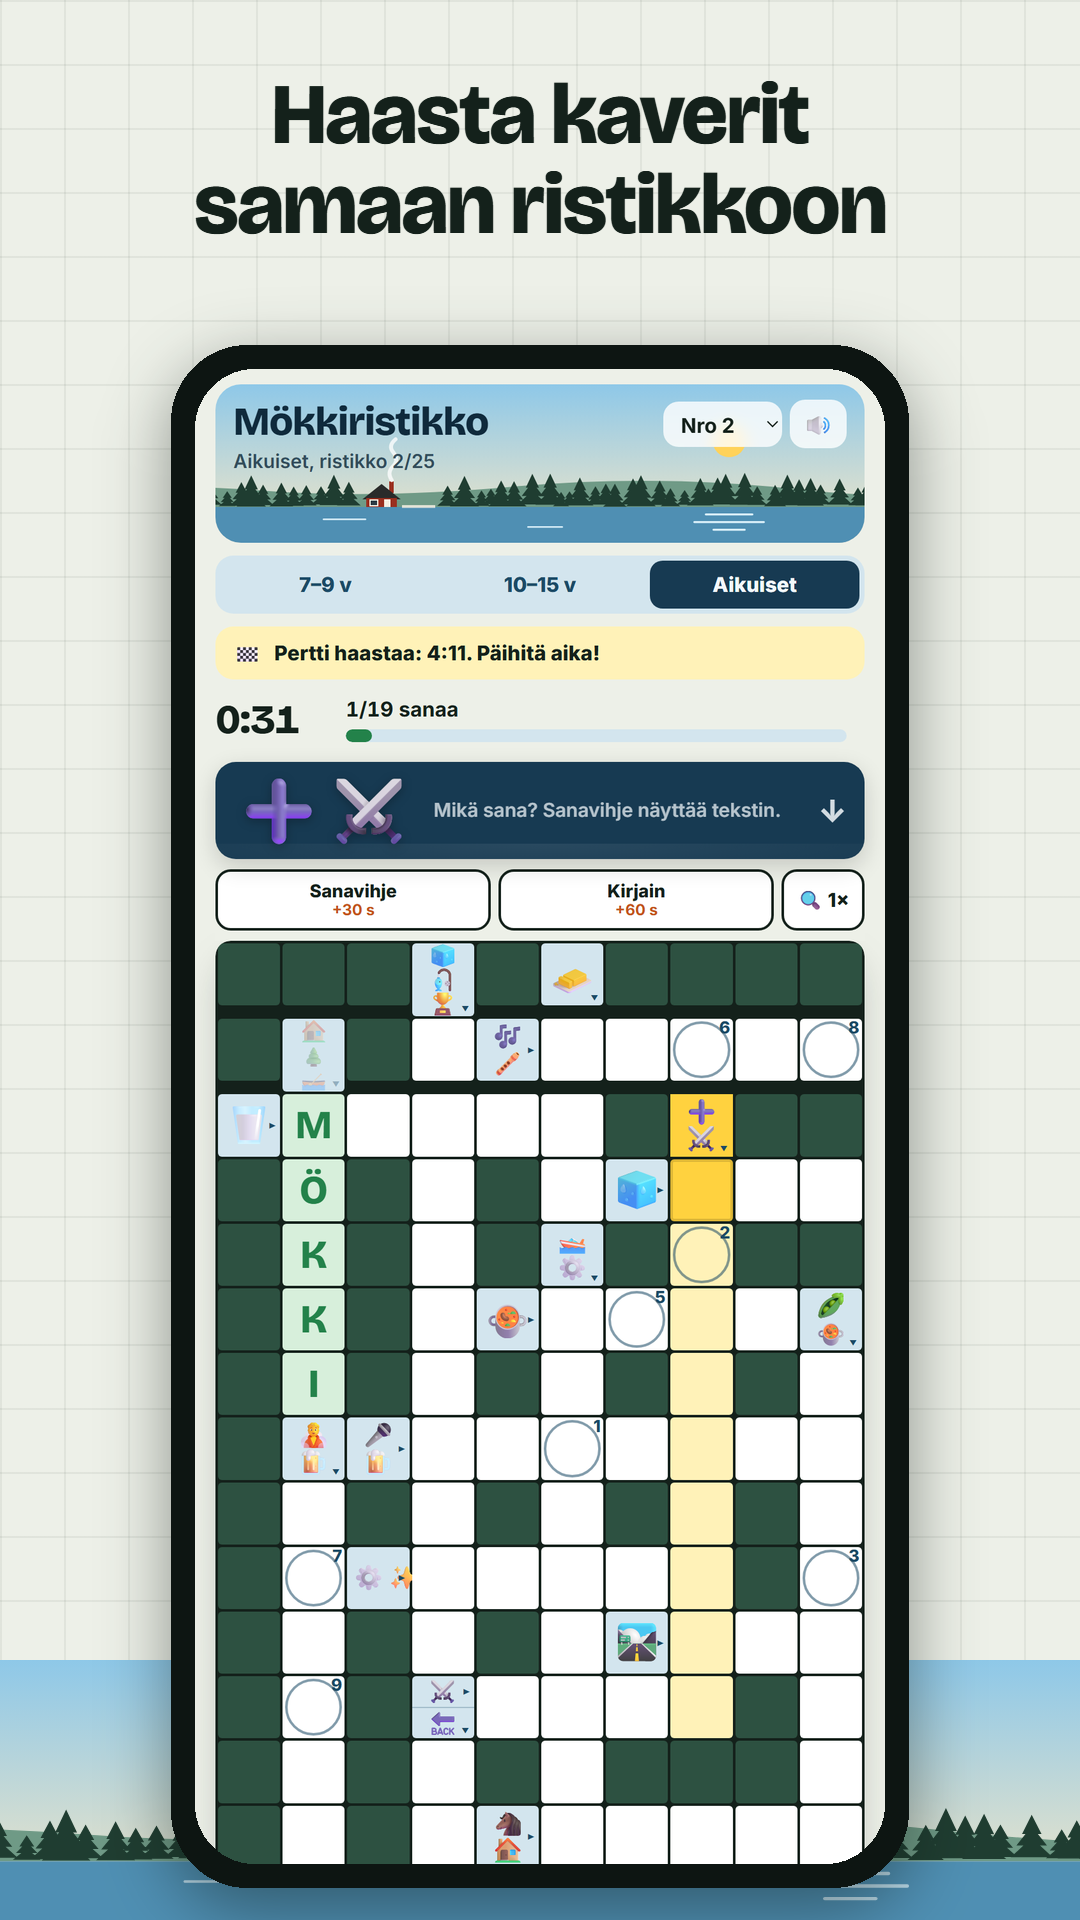 Haasta kaverit
samaan ristikkoon
Mökkiristikko
Aikuiset, ristikko 2/25
Nro 2
7–9 v
10–15 v
Aikuiset
Pertti haastaa: 4:11. Päihitä aika!
0:31
1/19 sanaa
Mikä sana? Sanavihje näyttää tekstin.
Sanavihje
+30 s
Kirjain
+60 s
1×
6
8
M
Ö
K
2
K
5
I
1
7
3
9
BACK